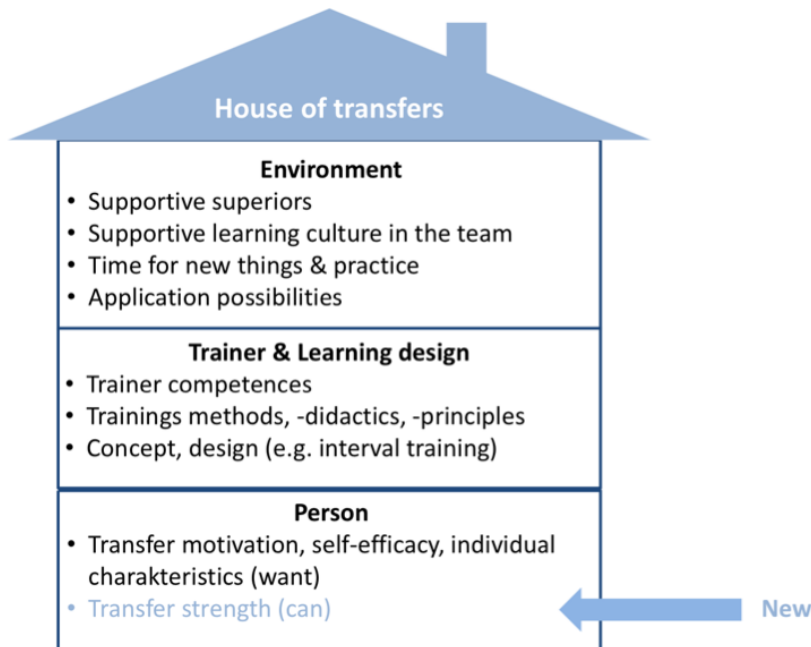 House of transfers
Environment
• Supportive superiors
• Supportive learning culture in the team
• Time for new things & practice
• Application possibilities
Trainer & Learning design
• Trainer competences
• Trainings methods, -didactics, -principles
• Concept, design (e.g. interval training)
Person
• Transfer motivation, self-efficacy, individual
charakteristics (want)
• Transfer strength (can)
New